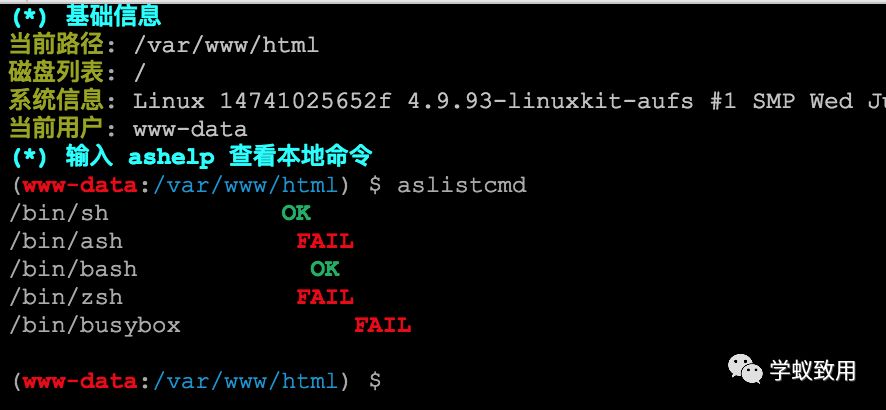 (*) 基础信息
当前路径: /var/www/html
磁盘列表: /
系统信息: Linux 14741025652f 4.9.93-linuxkit-aufs #1 SMP Wed Ju
当前用户: www-data
(*) 输入 ashelp 查看本地命令
(www-data:/var/www/html) $ aslistcmd
/bin/sh OK
/bin/ash FAIL
/bin/bash OK
/bin/zsh FAIL
/bin/busybox FAIL
(www-data:/var/www/html) $
学蚁致用